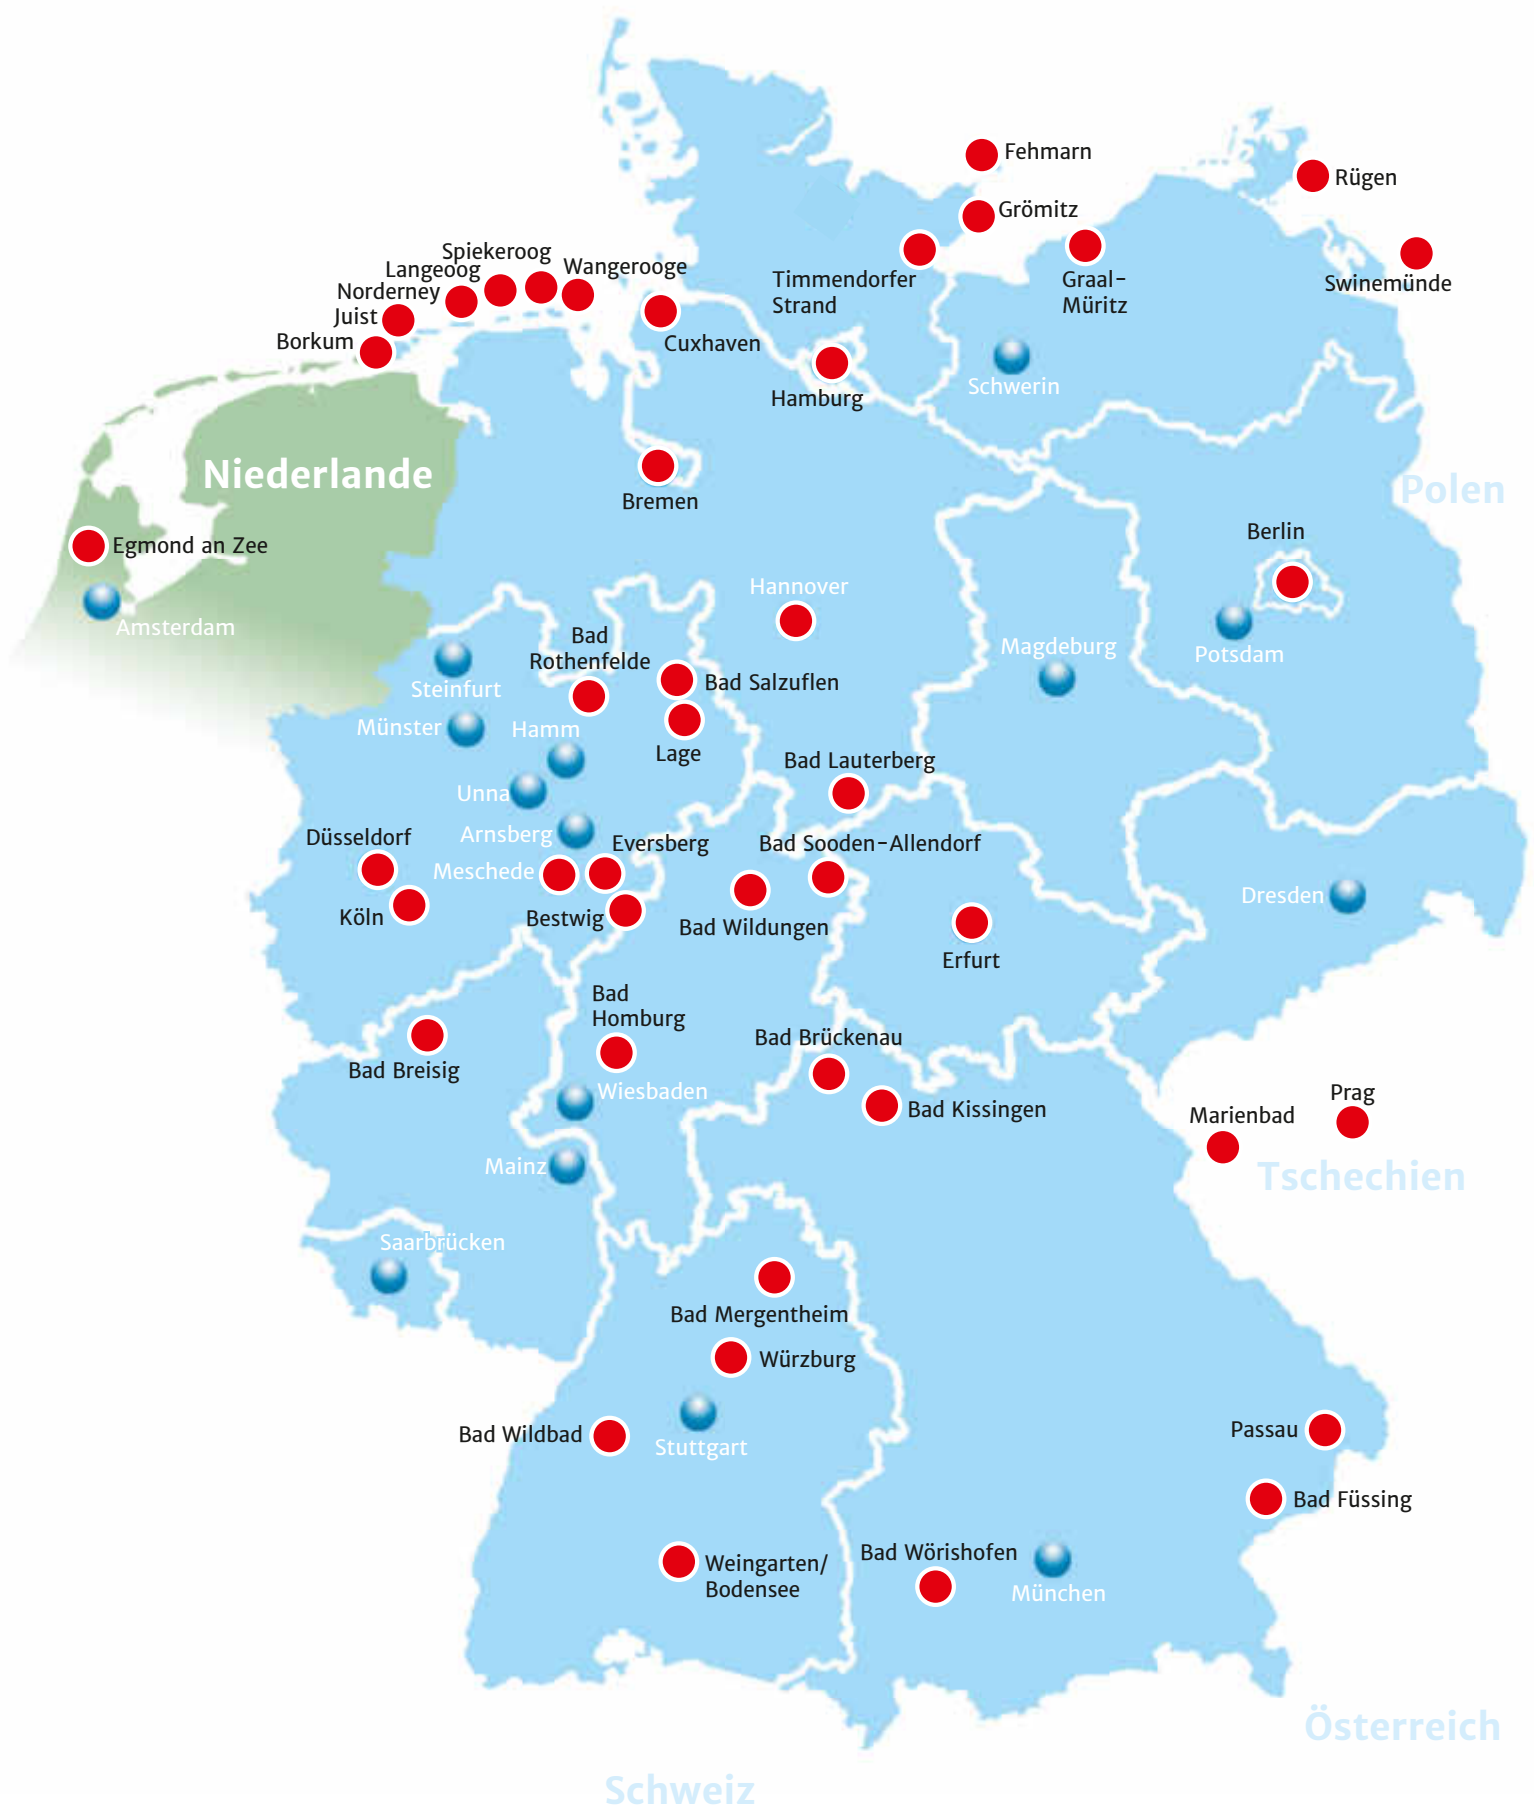 Fehmarn
Rügen
Grömitz
Spiekeroog
Langeoog
Wangerooge
Timmendorfer
Strand
Graal-
Müritz
Swinemünde
Norderney
Juist
Borkum
Cuxhaven
Schwerin
Hamburg
Niederlande
Polen
Bremen
Berlin
Egmond an Zee
Hannover
Amsterdam
Bad
Rothenfelde
Magdeburg
Potsdam
Steinfurt
Bad Salzuflen
Münster
Hamm
Lage
Bad Lauterberg
Unna
Arnsberg
Düsseldorf
Eversberg
Bad Sooden-Allendorf
Meschede
Dresden
Köln
Bestwig
Bad Wildungen
Erfurt
Bad
Homburg
Bad Brückenau
Bad Breisig
Wiesbaden
Bad Kissingen
Prag
Marienbad
Mainz
Tschechien
Saarbrücken
Bad Mergentheim
Würzburg
Bad Wildbad
Stuttgart
Passau
Bad Füssing
Weingarten/
Bodensee
Bad Wörishofen
München
Österreich
Schweiz